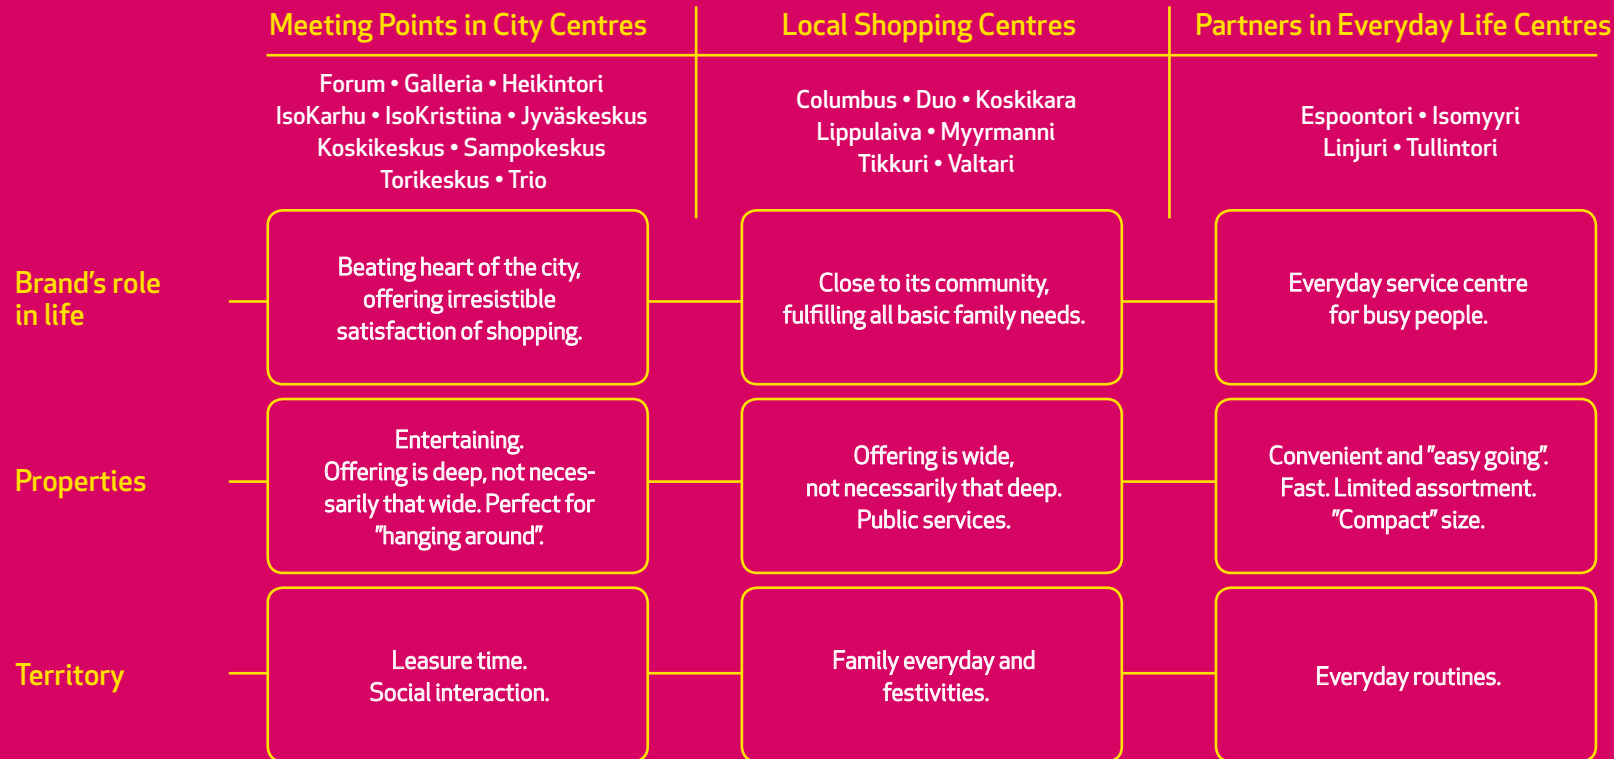 Meeting Points in City Centres
Local Shopping Centres
Partners in Everyday Life Centres
Forum • Galleria • Heikintori
IsoKarhu • IsoKristiina • Jyväskeskus
Koskikeskus • Sampokeskus
Torikeskus • Trio
Columbus • Duo • Koskikara
Lippulaiva • Myyrmanni
Tikkuri • Valtari
Espoontori • Isomyyri
Linjuri • Tullintori
Brand’s role
in life
Beating heart of the city,
offering irresistible
satisfaction of shopping.
Close to its community,
fulfilling all basic family needs.
Everyday service centre
for busy people.
Properties
Entertaining.
Offering is deep, not neces-
sarily that wide. Perfect for
”hanging around”.
Offering is wide,
not necessarily that deep.
Public services.
Convenient and ”easy going”.
Fast. Limited assortment.
”Compact” size.
Territory
Leasure time.
Social interaction.
Family everyday and
festivities.
Everyday routines.